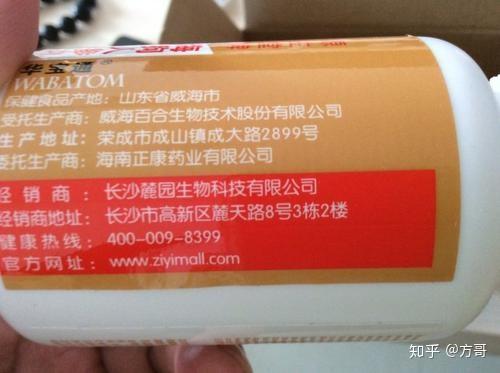 华宝通®
WABATOM
保健食品产地：山东省威海市
受托生产商：威海百合生物技术股份有限公司
生产地址：荣成市成山镇成大路2899号
委托生产商：海南正康药业有限公司
经销商：长沙麓园生物科技有限公司
经销商地址：长沙市高新区麓天路8号3栋2楼
健康热线：400-009-8399
官方网址：www.ziyimall.com
知乎 @方哥